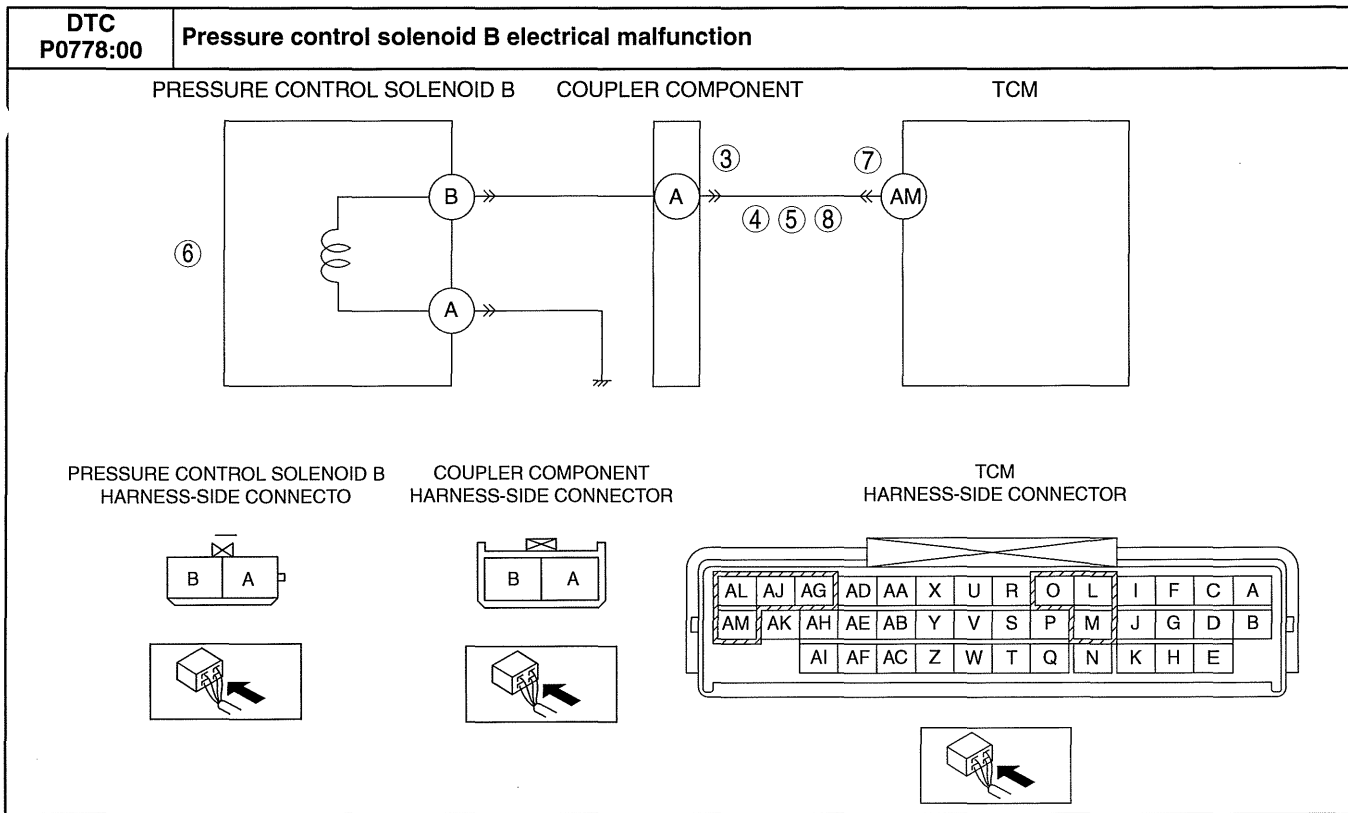 DTC
P0778:00
Pressure control solenoid B electrical malfunction
PRESSURE CONTROL SOLENOID B
COUPLER COMPONENT
TCM
③
⑦
B
A
AM
④ ⑤ ⑧
⑥
A
PRESSURE CONTROL SOLENOID B
HARNESS-SIDE CONNECTO
COUPLER COMPONENT
HARNESS-SIDE CONNECTOR
TCM
HARNESS-SIDE CONNECTOR
B A
B A
AL AJ AG AD AA X U R O L I F C A
AM AK AH AE AB Y V S P M J G D B
AI AF AC Z W T Q N K H E